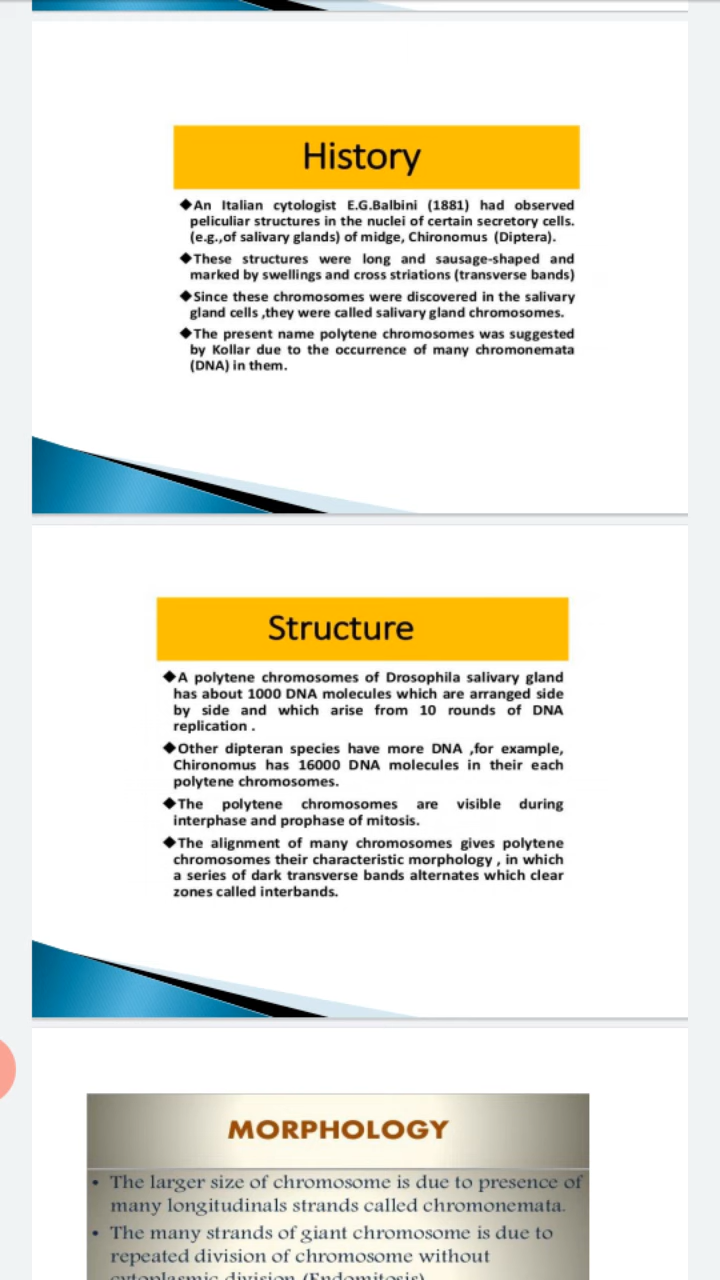 History
◆An Italian cytologist E.G.Balbini (1881) had observed
peliculiar structures in the nuclei of certain secretory cells.
(e.g.,of salivary glands) of midge, Chironomus (Diptera).
◆These structures were long and sausage-shaped and
marked by swellings and cross striations (transverse bands)
◆Since these chromosomes were discovered in the salivary
gland cells ,they were called salivary gland chromosomes.
◆The present name polytene chromosomes was suggested
by Kollar due to the occurrence of many chromonemata
(DNA) in them.
Structure
◆A polytene chromosomes of Drosophila salivary gland
has about 1000 DNA molecules which are arranged side
by side and which arise from 10 rounds of DNA
replication .
◆Other dipteran species have more DNA ,for example,
Chironomus has 16000 DNA molecules in their each
polytene chromosomes.
◆The polytene chromosomes are visible during
interphase and prophase of mitosis.
◆The alignment of many chromosomes gives polytene
chromosomes their characteristic morphology , in which
a series of dark transverse bands alternates which clear
zones called interbands.
MORPHOLOGY
• The larger size of chromosome is due to presence of
many longitudinals strands called chromonemata.
• The many strands of giant chromosome is due to
repeated division of chromosome without
cytoplasmic division (Endomitosis)